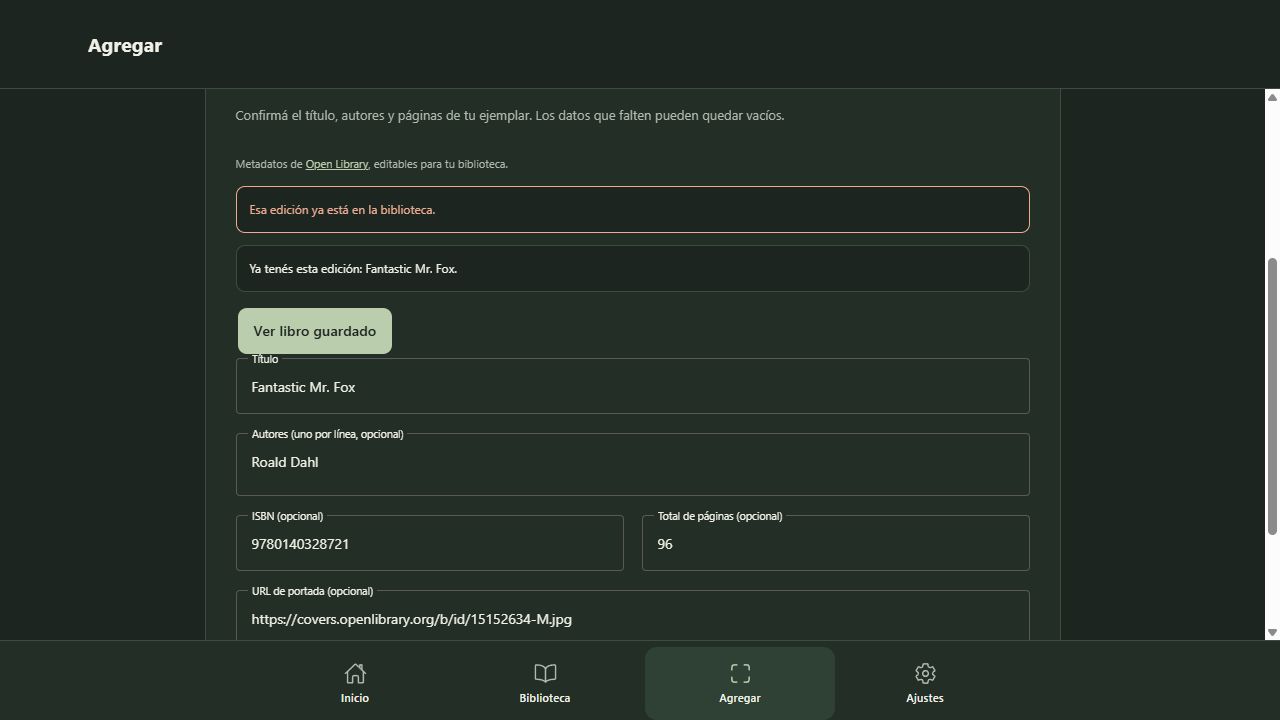 Agregar
Confirmá el título, autores y páginas de tu ejemplar. Los datos que falten pueden quedar vacíos.
Metadatos de Open Library, editables para tu biblioteca.
Esa edición ya está en la biblioteca.
Ya tenés esta edición: Fantastic Mr. Fox.
Ver libro guardado
Título
Fantastic Mr. Fox
Autores (uno por línea, opcional)
Roald Dahl
ISBN (opcional)
9780140328721
Total de páginas (opcional)
96
URL de portada (opcional)
https://covers.openlibrary.org/b/id/15152634-M.jpg
Inicio
Biblioteca
Agregar
Ajustes